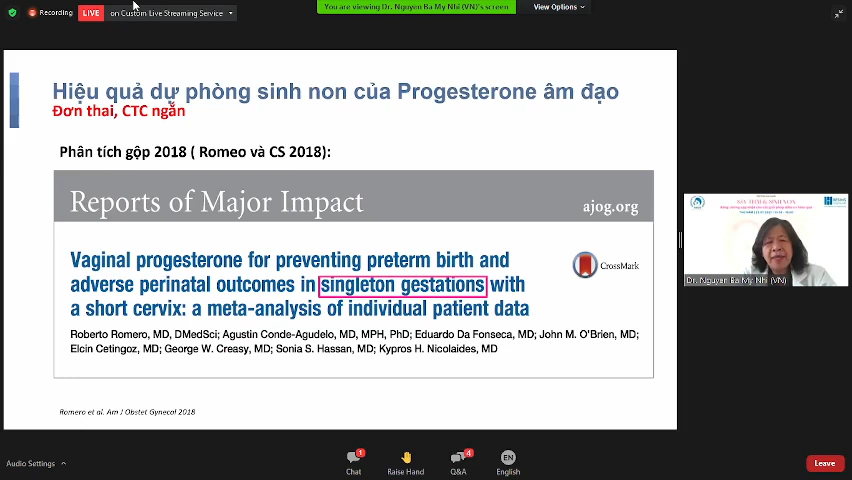 Recording
LIVE
on Custom Live Streaming Service
You are viewing Dr. Nguyen Ba My Nhi (VN)'s screen
View Options
Hiệu quả dự phòng sinh non của Progesterone âm đạo
Đơn thai, CTC ngắn
Phân tích gộp 2018 ( Romeo và CS 2018):
Reports of Major Impact
ajog.org
Vaginal progesterone for preventing preterm birth and
adverse perinatal outcomes in singleton gestations with
a short cervix: a meta-analysis of individual patient data
CrossMark
Roberto Romero, MD, DMedSci; Agustin Conde-Agudelo, MD, MPH, PhD; Eduardo Da Fonseca, MD; John M. O'Brien, MD;
Elcin Cetingoz, MD; George W. Creasy, MD; Sonia S. Hassan, MD; Kypros H. Nicolaides, MD
Romero et al. Am J Obstet Gynecol 2018
Dr. Nguyen Ba My Nhi (VN)
Audio Settings
1
Chat
Raise Hand
4
Q&A
EN
English
Leave